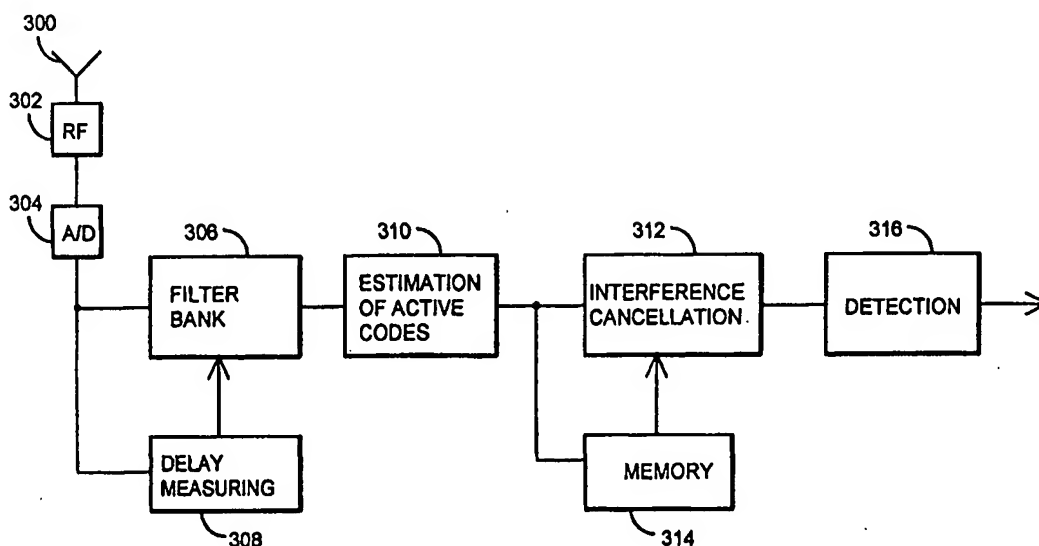 300
302
RF
304
A/D
306
FILTER
BANK
310
ESTIMATION
OF ACTIVE
CODES
312
INTERFERENCE
CANCELLATION
316
DETECTION
DELAY
MEASURING
308
MEMORY
314